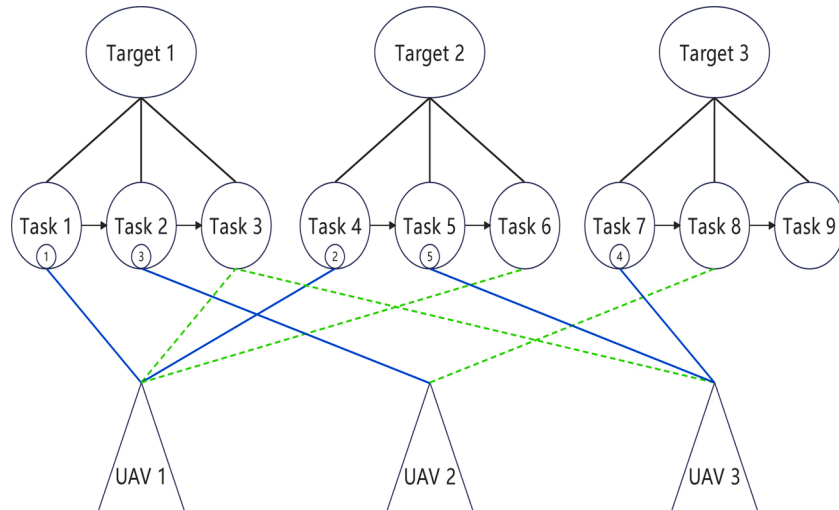 Target 1
Target 2
Target 3
Task 1
Task 2
Task 3
Task 4
Task 5
Task 6
Task 7
Task 8
Task 9
1
3
2
5
4
UAV 1
UAV 2
UAV 3